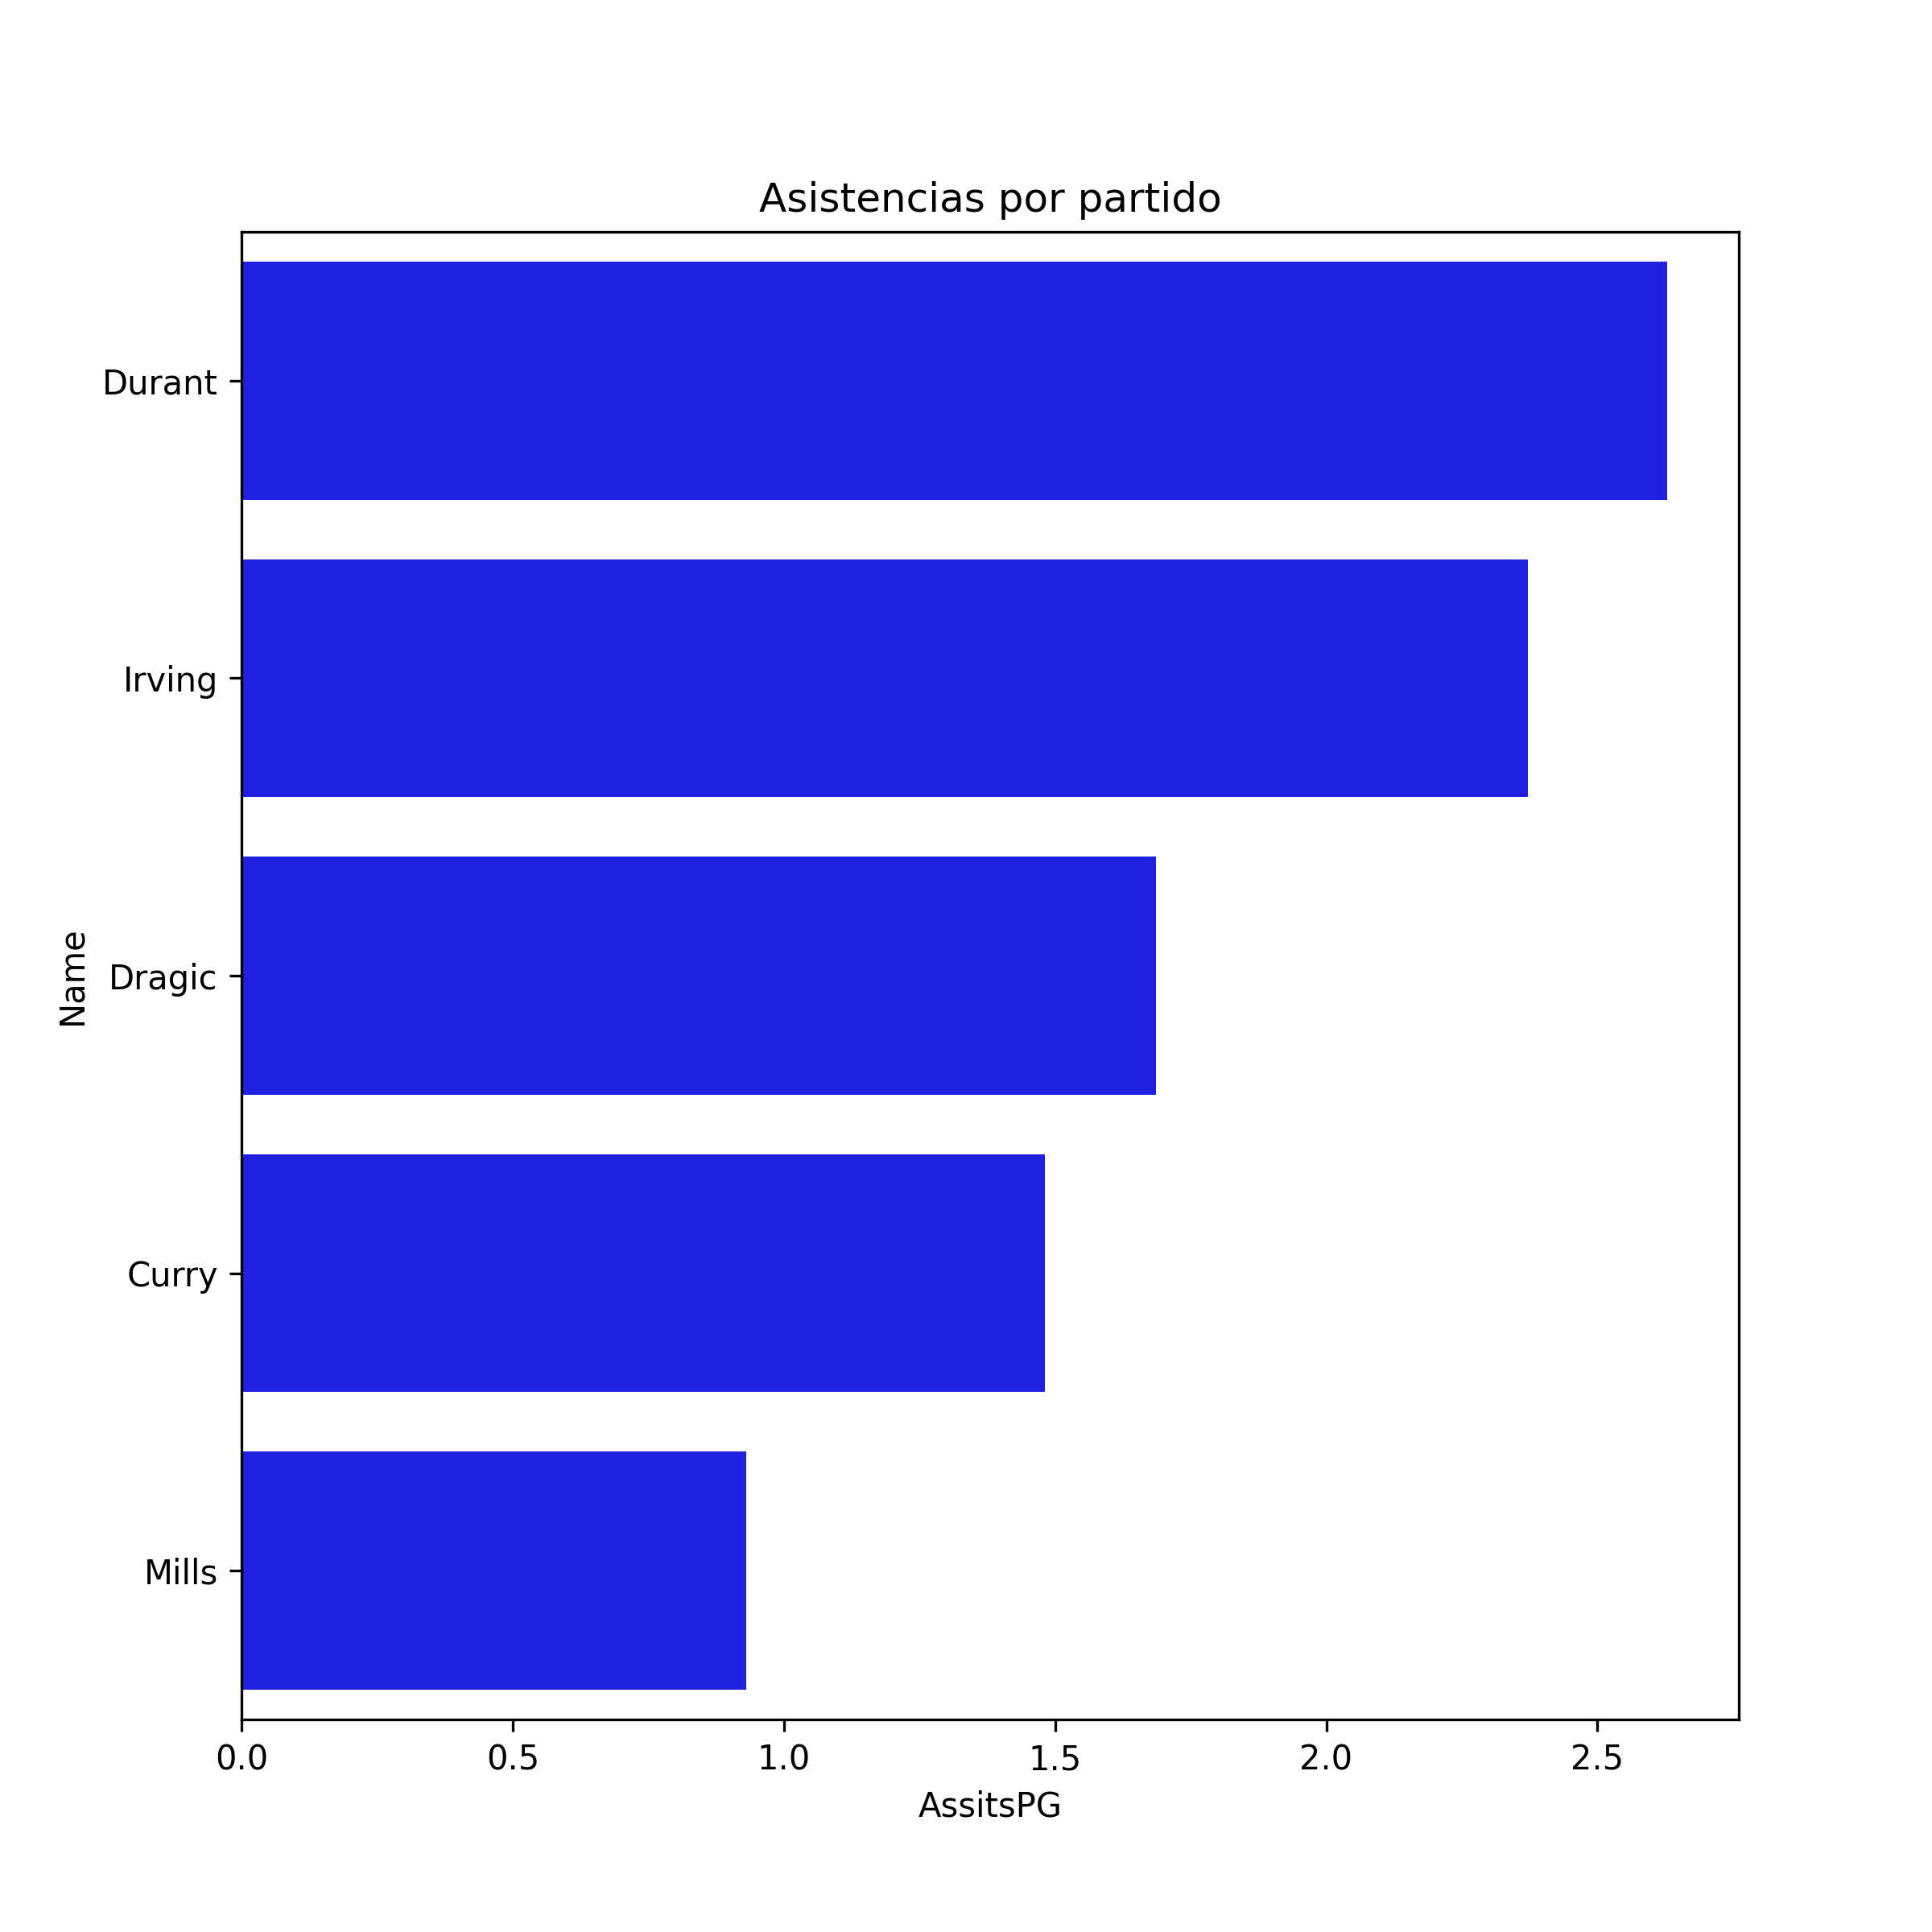 Asistencias por partido
Durant
Irving
Dragic
Curry
Mills
Name
0.0 0.5 1.0 1.5 2.0 2.5
AssitsPG